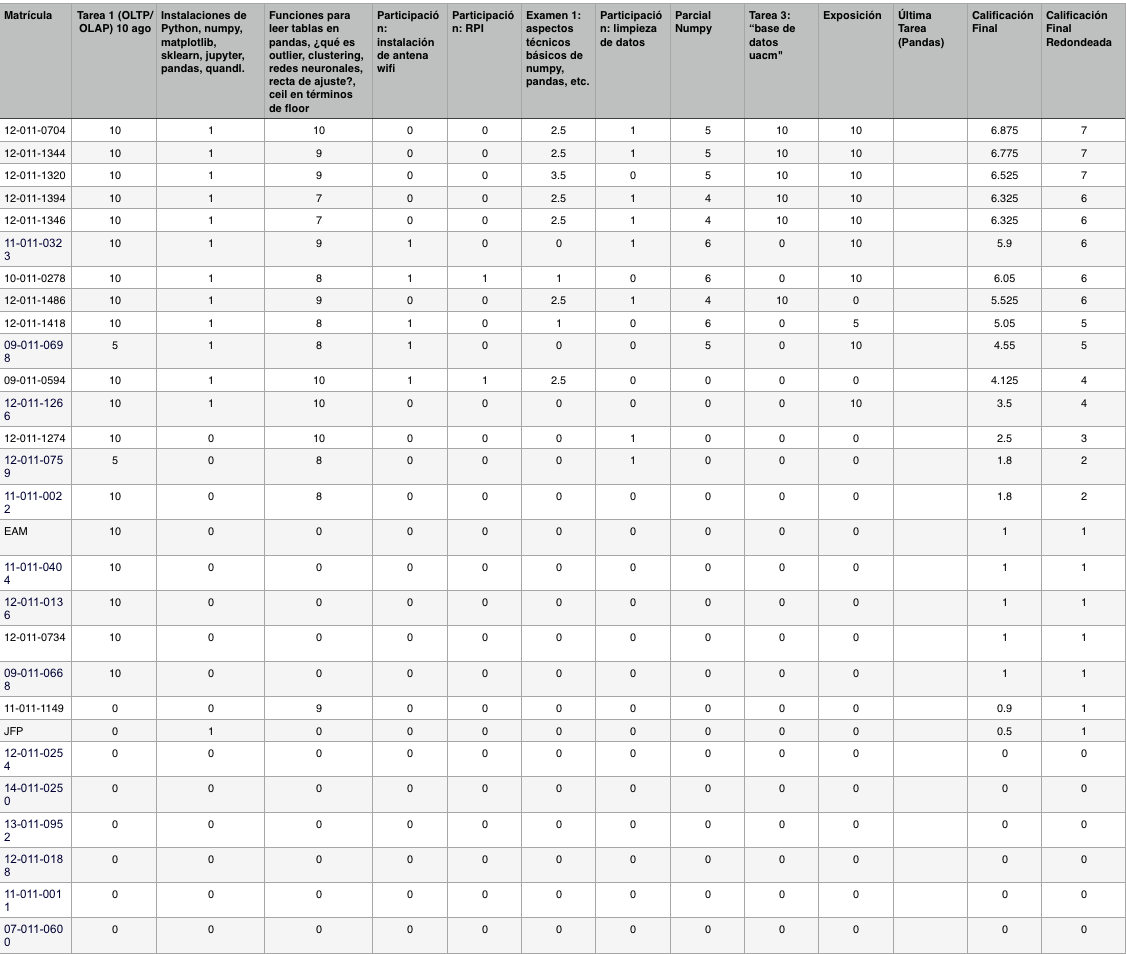 Matrícula | Tarea 1 (OLTP/OLAP) 10 ago | Instalaciones de Python, numpy, matplotlib, sklearn, jupyter, pandas, quandl. | Funciones para leer tablas en pandas, ¿qué es outlier, clustering, redes neuronales, recta de ajuste?, ceil en términos de floor | Participación: instalación de antena wifi | Participación: RPI | Examen 1: aspectos técnicos básicos de numpy, pandas, etc. | Participación: limpieza de datos | Parcial Numpy | Tarea 3: “base de datos uacm” | Exposición | Última Tarea (Pandas) | Calificación Final | Calificación Final Redondeada
12-011-0704 10 1 10 0 0 2.5 1 5 10 10 6.875 7
12-011-1344 10 1 9 0 0 2.5 1 5 10 10 6.775 7
12-011-1320 10 1 9 0 0 3.5 0 5 10 10 6.525 7
12-011-1394 10 1 7 0 0 2.5 1 4 10 10 6.325 6
12-011-1346 10 1 7 0 0 2.5 1 4 10 10 6.325 6
11-011-0323 10 1 9 1 0 0 1 6 0 10 5.9 6
10-011-0278 10 1 8 1 1 1 0 6 0 10 6.05 6
12-011-1486 10 1 9 0 0 2.5 1 4 10 0 5.525 6
12-011-1418 10 1 8 1 0 1 0 6 0 5 5.05 5
09-011-0698 5 1 8 1 0 0 0 5 0 10 4.55 5
09-011-0594 10 1 10 1 1 2.5 0 0 0 0 4.125 4
12-011-1266 10 1 10 0 0 0 0 0 0 10 3.5 4
12-011-1274 10 0 10 0 0 0 1 0 0 0 2.5 3
12-011-0759 5 0 8 0 0 0 1 0 0 0 1.8 2
11-011-0022 10 0 8 0 0 0 0 0 0 0 1.8 2
EAM 10 0 0 0 0 0 0 0 0 0 1 1
11-011-0404 10 0 0 0 0 0 0 0 0 0 1 1
12-011-0136 10 0 0 0 0 0 0 0 0 0 1 1
12-011-0734 10 0 0 0 0 0 0 0 0 0 1 1
09-011-0668 10 0 0 0 0 0 0 0 0 0 1 1
11-011-1149 0 0 9 0 0 0 0 0 0 0 0.9 1
JFP 0 1 0 0 0 0 0 0 0 0 0.5 1
12-011-0254 0 0 0 0 0 0 0 0 0 0 0 0
14-011-0250 0 0 0 0 0 0 0 0 0 0 0 0
13-011-0952 0 0 0 0 0 0 0 0 0 0 0 0
12-011-0188 0 0 0 0 0 0 0 0 0 0 0 0
11-011-0011 0 0 0 0 0 0 0 0 0 0 0 0
07-011-0600 0 0 0 0 0 0 0 0 0 0 0 0